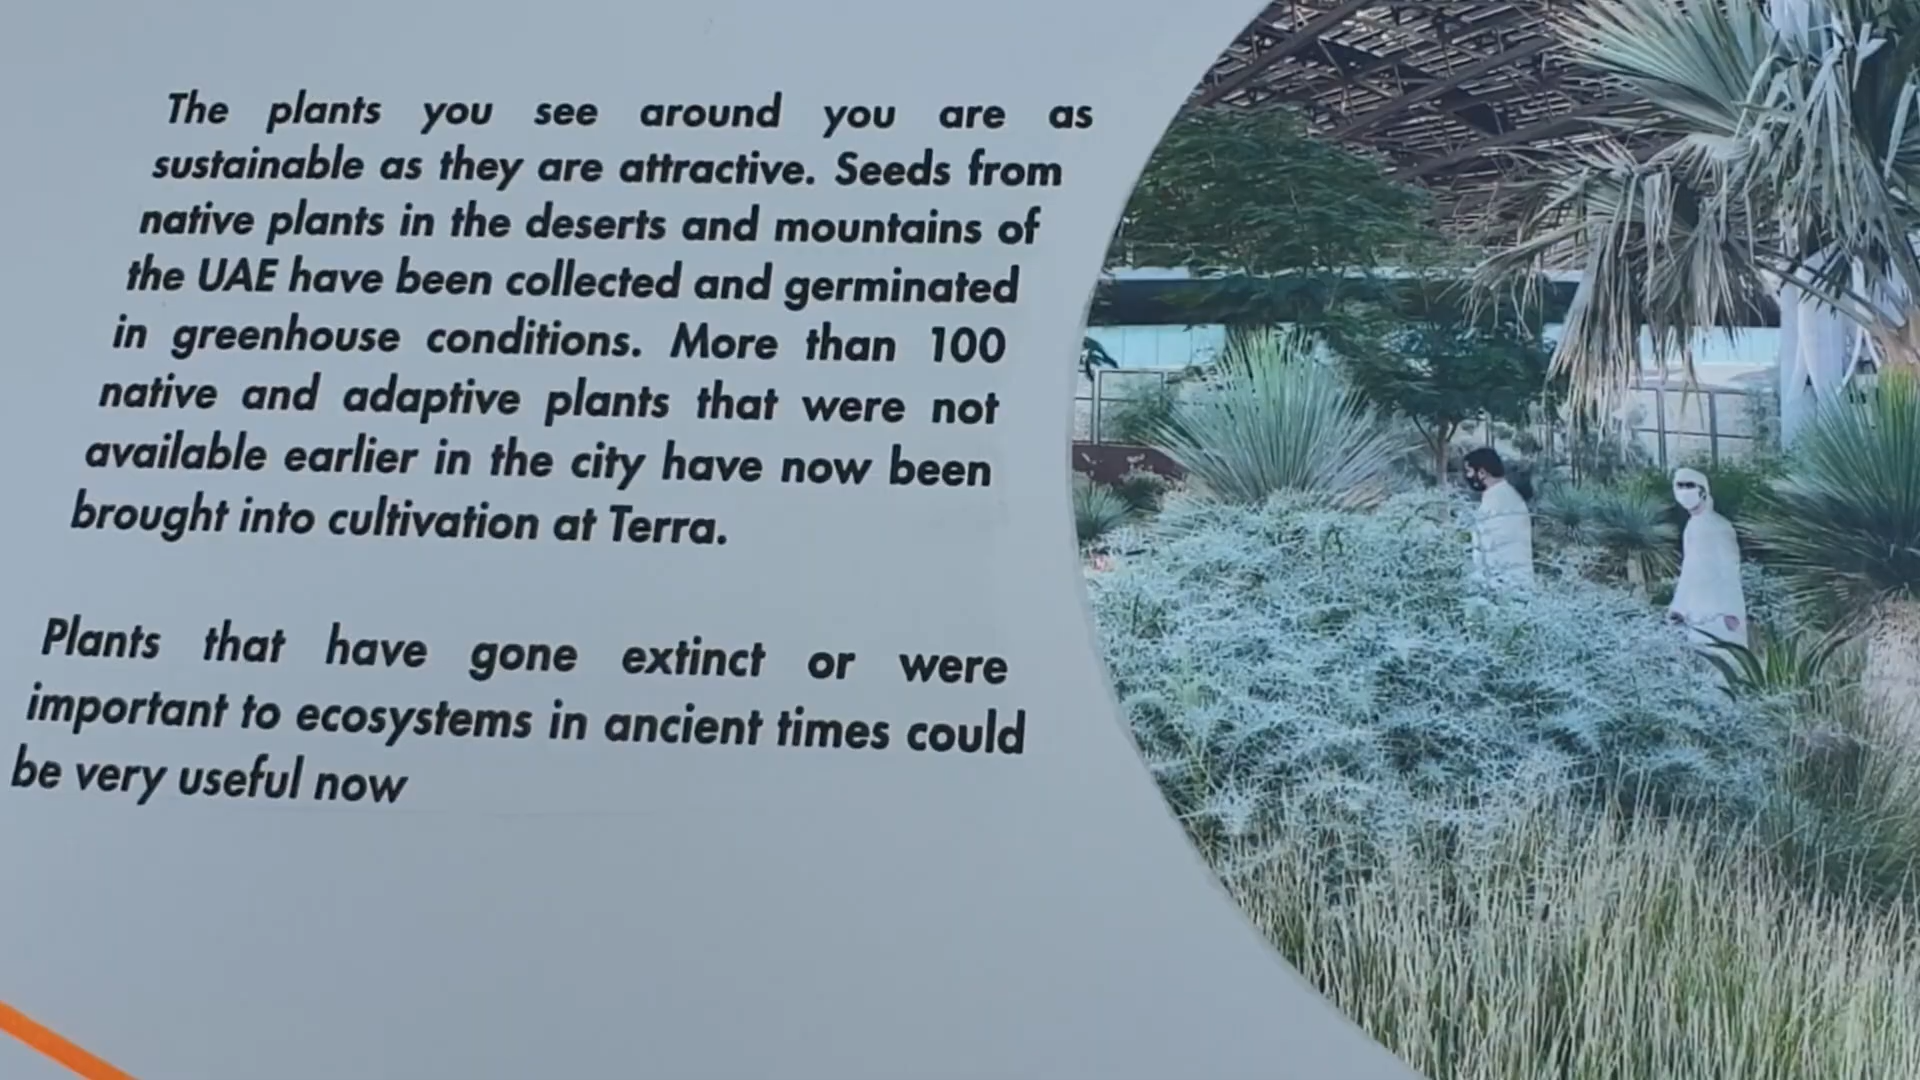 The plants you see around you are as
sustainable as they are attractive. Seeds from
native plants in the deserts and mountains of
the UAE have been collected and germinated
in greenhouse conditions. More than 100
native and adaptive plants that were not
available earlier in the city have now been
brought into cultivation at Terra.
Plants that have gone extinct or were
important to ecosystems in ancient times could
be very useful now